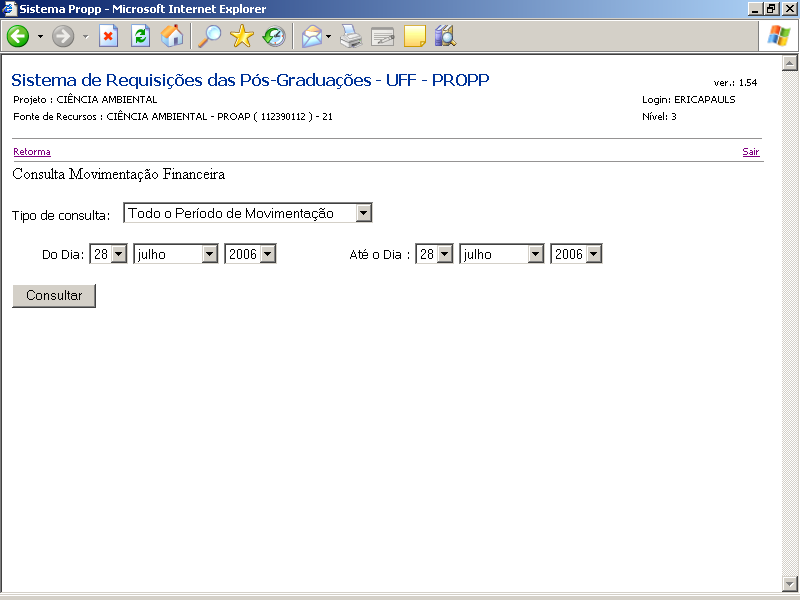 Sistema Propp - Microsoft Internet Explorer
Sistema de Requisições das Pós-Graduações - UFF - PROPP
ver.: 1.54
Projeto : CIÊNCIA AMBIENTAL
Login: ERICAPAULS
Fonte de Recursos : CIÊNCIA AMBIENTAL - PROAP ( 112390112 ) - 21
Nível: 3
Retorma
Sair
Consulta Movimentação Financeira
Tipo de consulta: Todo o Período de Movimentação
Do Dia: 28 julho 2006 Até o Dia : 28 julho 2006
Consultar